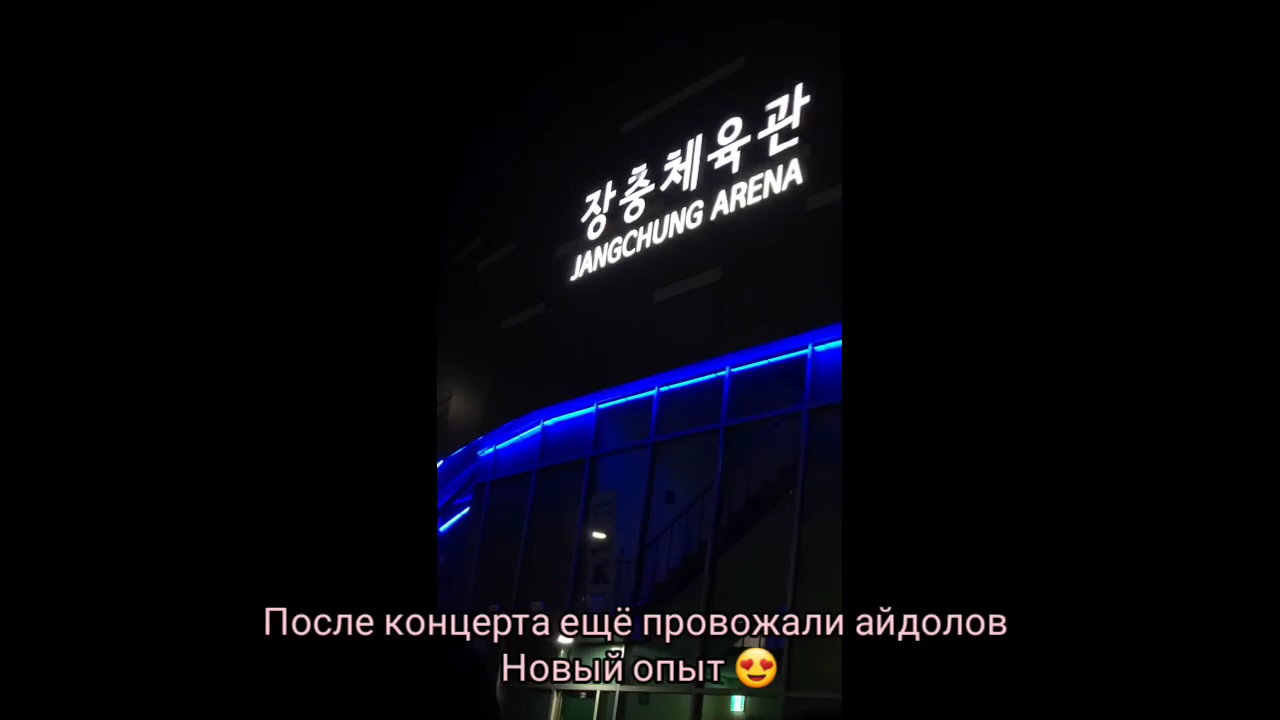 장충체육관
JANGCHUNG ARENA
После концерта ещё провожали айдолов
Новый опыт 😍